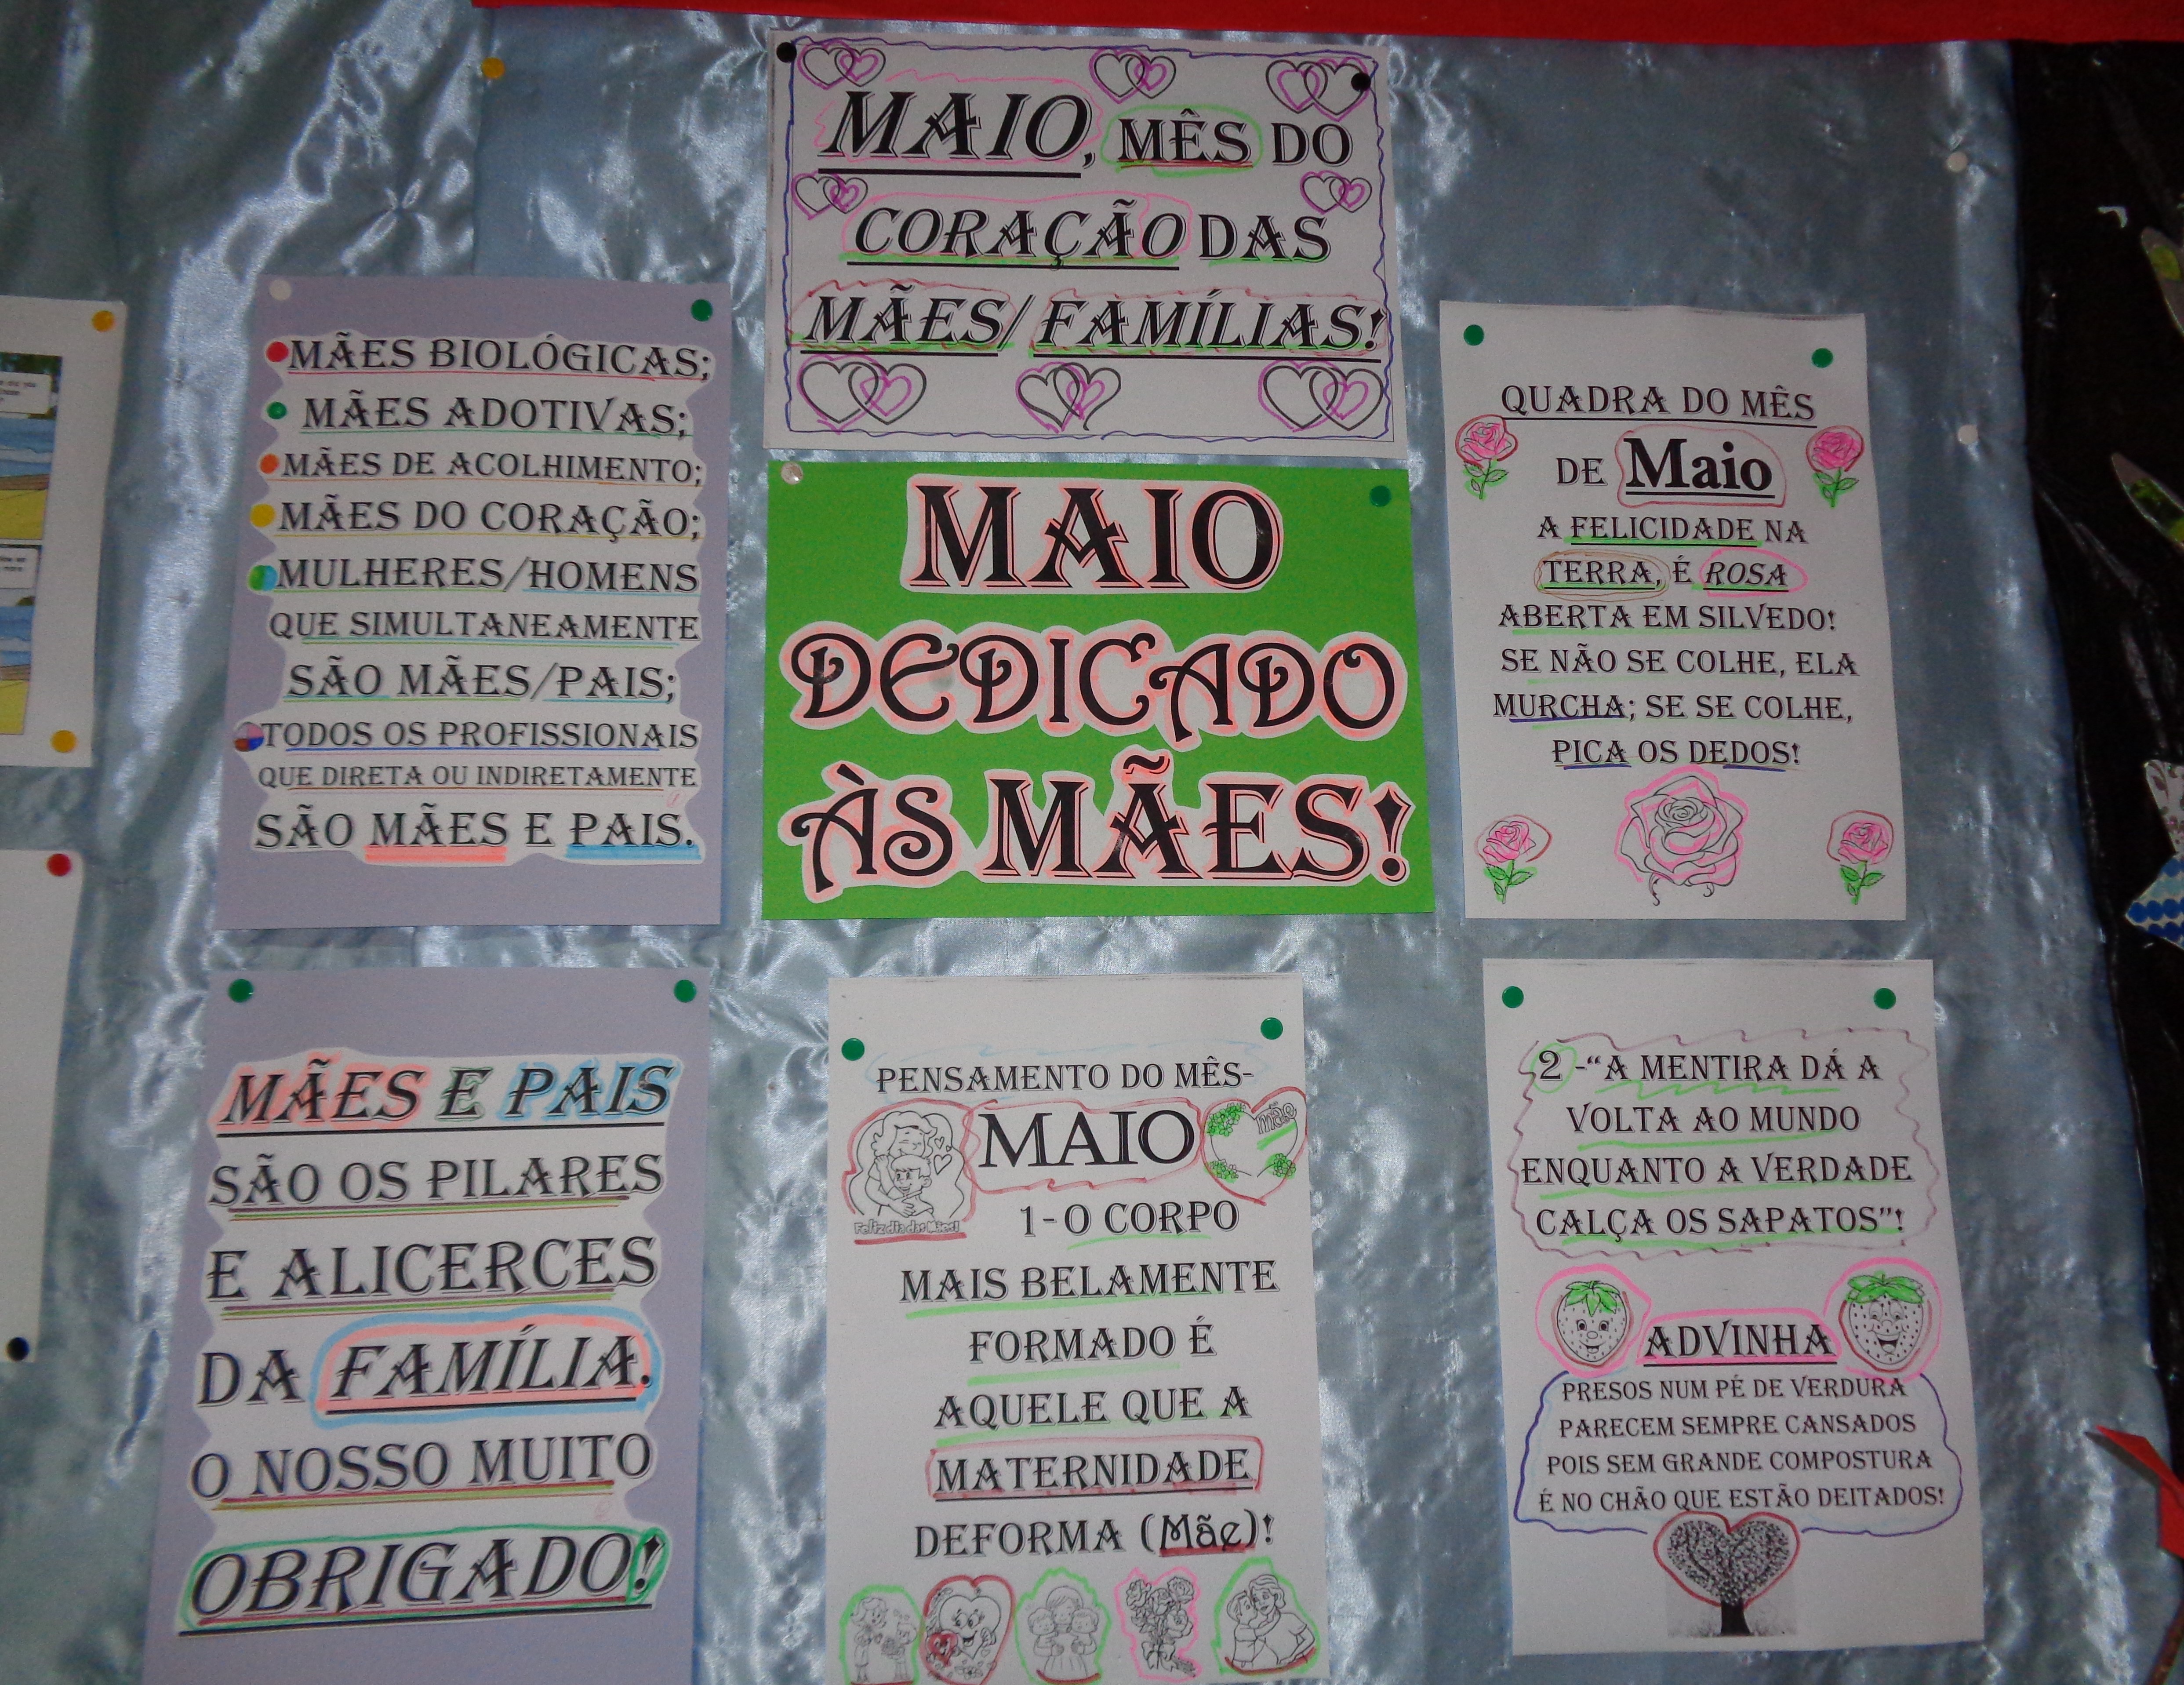 MAIO, MÊS DO
CORAÇÃO DAS
MÃES/FAMÍLIAS!
MÃES BIOLÓGICAS;
MÃES ADOTIVAS;
MÃES DE ACOLHIMENTO;
MÃES DO CORAÇÃO;
MULHERES/HOMENS
QUE SIMULTANEAMENTE
SÃO MÃES/PAIS;
TODOS OS PROFISSIONAIS
QUE DIRETA OU INDIRETAMENTE
SÃO MÃES E PAIS.
MAIO
DEDICADO
ÀS MÃES!
QUADRA DO MÊS
DE Maio
A FELICIDADE NA
TERRA, É ROSA
ABERTA EM SILVEDO!
SE NÃO SE COLHE, ELA
MURCHA; SE SE COLHE,
PICA OS DEDOS!
MÃES E PAIS
SÃO OS PILARES
E ALICERCES
DA FAMÍLIA.
O NOSSO MUITO
OBRIGADO!
PENSAMENTO DO MÊS-
MAIO
mãe
Feliz dia das Mães!
1-O CORPO
MAIS BELAMENTE
FORMADO É
AQUELE QUE A
MATERNIDADE
DEFORMA (Mãe)!
2 -“A MENTIRA DÁ A
VOLTA AO MUNDO
ENQUANTO A VERDADE
CALÇA OS SAPATOS”!
ADVINHA
PRESOS NUM PÉ DE VERDURA
PARECEM SEMPRE CANSADOS
POIS SEM GRANDE COMPOSTURA
É NO CHÃO QUE ESTÃO DEITADOS!